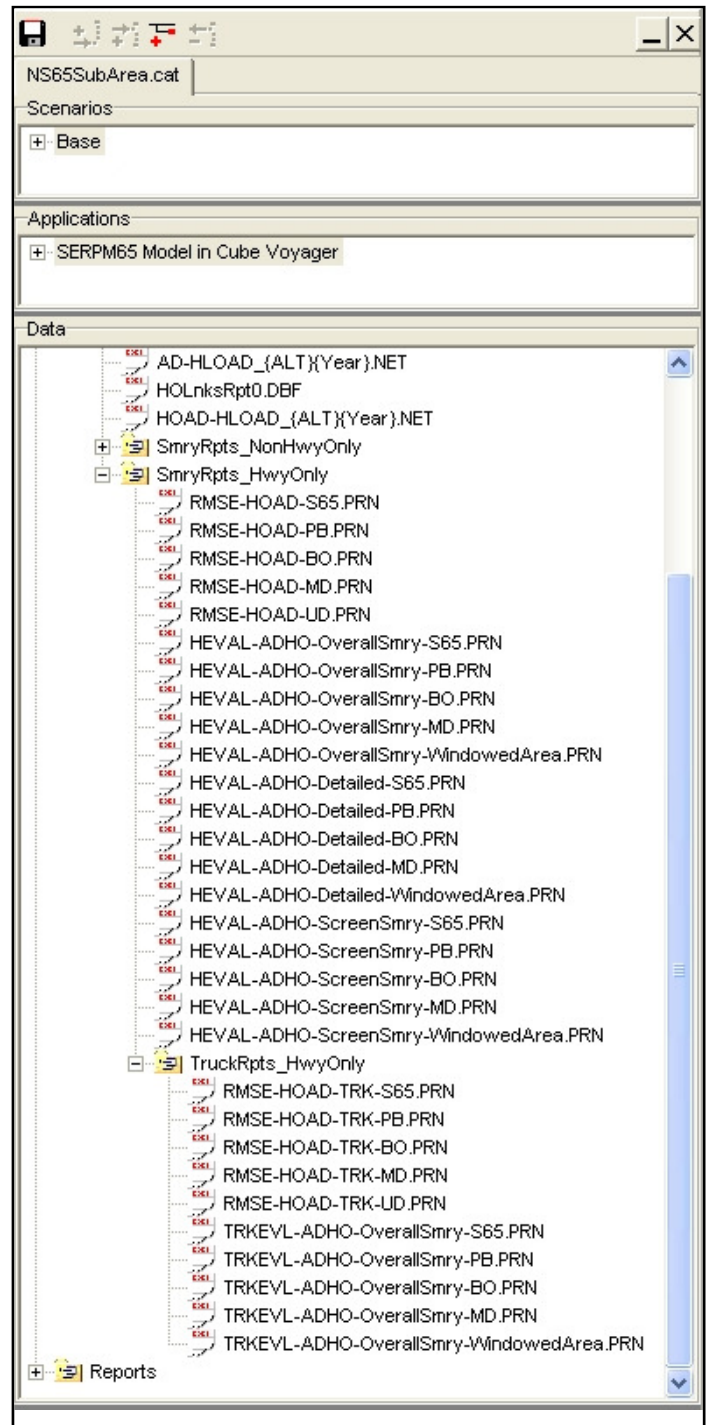 NS65SubArea.cat
Scenarios
Base
Applications
SERPM65 Model in Cube Voyager
Data
AD-HLOAD_{ALT}{Year}.NET
HOLnksRpt0.DBF
HOAD-HLOAD_{ALT}{Year}.NET
SmryRpts_NonHwyOnly
SmryRpts_HwyOnly
RMSE-HOAD-S65.PRN
RMSE-HOAD-PB.PRN
RMSE-HOAD-BO.PRN
RMSE-HOAD-MD.PRN
RMSE-HOAD-UD.PRN
HEVAL-ADHO-OverallSmry-S65.PRN
HEVAL-ADHO-OverallSmry-PB.PRN
HEVAL-ADHO-OverallSmry-BO.PRN
HEVAL-ADHO-OverallSmry-MD.PRN
HEVAL-ADHO-OverallSmry-WindowedArea.PRN
HEVAL-ADHO-Detailed-S65.PRN
HEVAL-ADHO-Detailed-PB.PRN
HEVAL-ADHO-Detailed-BO.PRN
HEVAL-ADHO-Detailed-MD.PRN
HEVAL-ADHO-Detailed-WindowedArea.PRN
HEVAL-ADHO-ScreenSmry-S65.PRN
HEVAL-ADHO-ScreenSmry-PB.PRN
HEVAL-ADHO-ScreenSmry-BO.PRN
HEVAL-ADHO-ScreenSmry-MD.PRN
HEVAL-ADHO-ScreenSmry-WindowedArea.PRN
TruckRpts_HwyOnly
RMSE-HOAD-TRK-S65.PRN
RMSE-HOAD-TRK-PB.PRN
RMSE-HOAD-TRK-BO.PRN
RMSE-HOAD-TRK-MD.PRN
RMSE-HOAD-TRK-UD.PRN
TRKEVL-ADHO-OverallSmry-S65.PRN
TRKEVL-ADHO-OverallSmry-PB.PRN
TRKEVL-ADHO-OverallSmry-BO.PRN
TRKEVL-ADHO-OverallSmry-MD.PRN
TRKEVL-ADHO-OverallSmry-WindowedArea.PRN
Reports